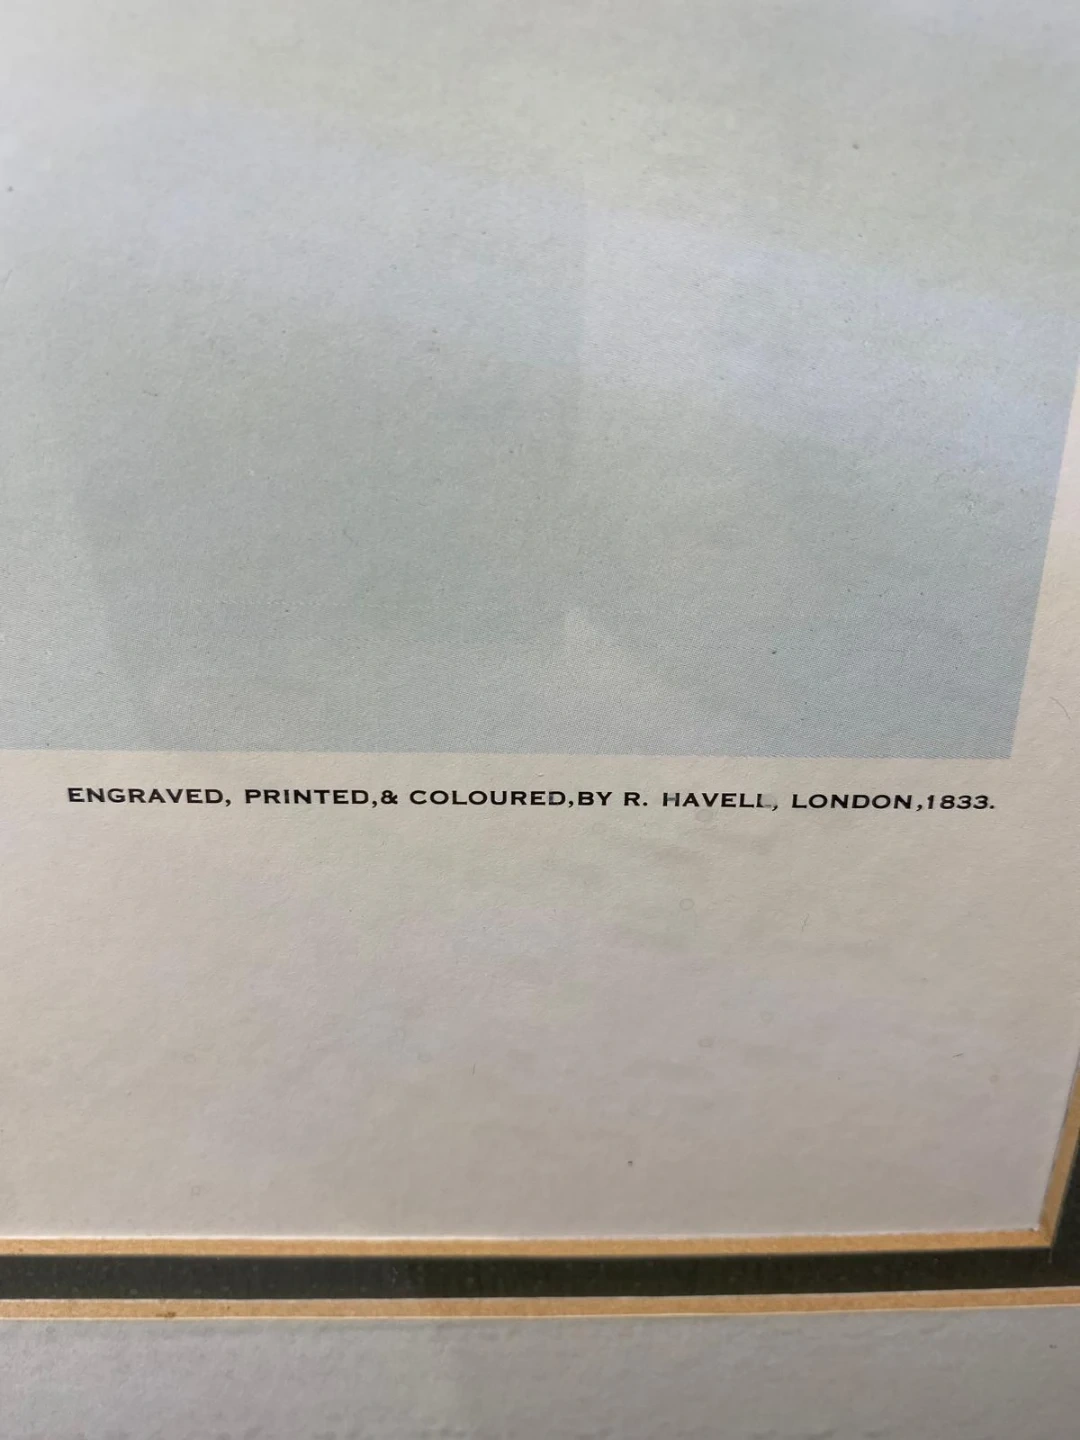 ENGRAVED, PRINTED,& COLOURED,BY R. HAVELL, LONDON,1833.